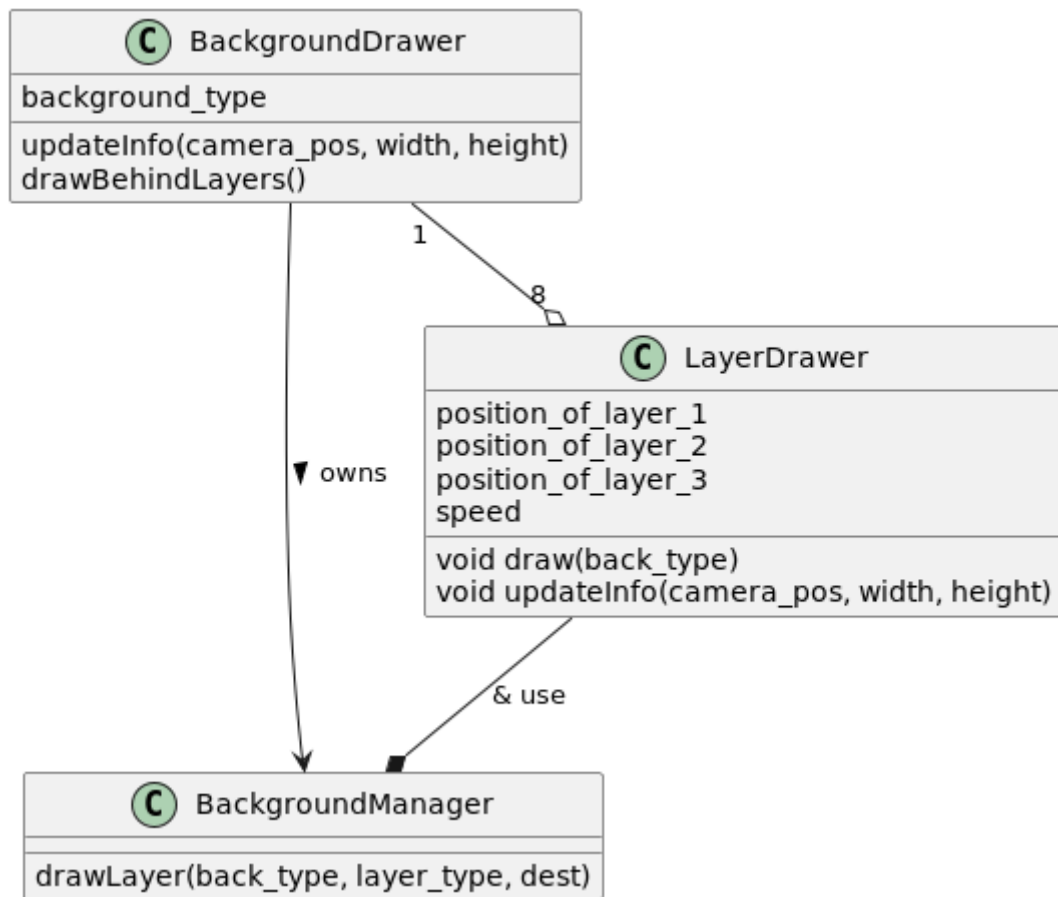 C BackgroundDrawer
background_type
updateInfo(camera_pos, width, height)
drawBehindLayers()
1
8
C LayerDrawer
position_of_layer_1
position_of_layer_2
position_of_layer_3
speed
void draw(back_type)
void updateInfo(camera_pos, width, height)
owns
& use
C BackgroundManager
drawLayer(back_type, layer_type, dest)